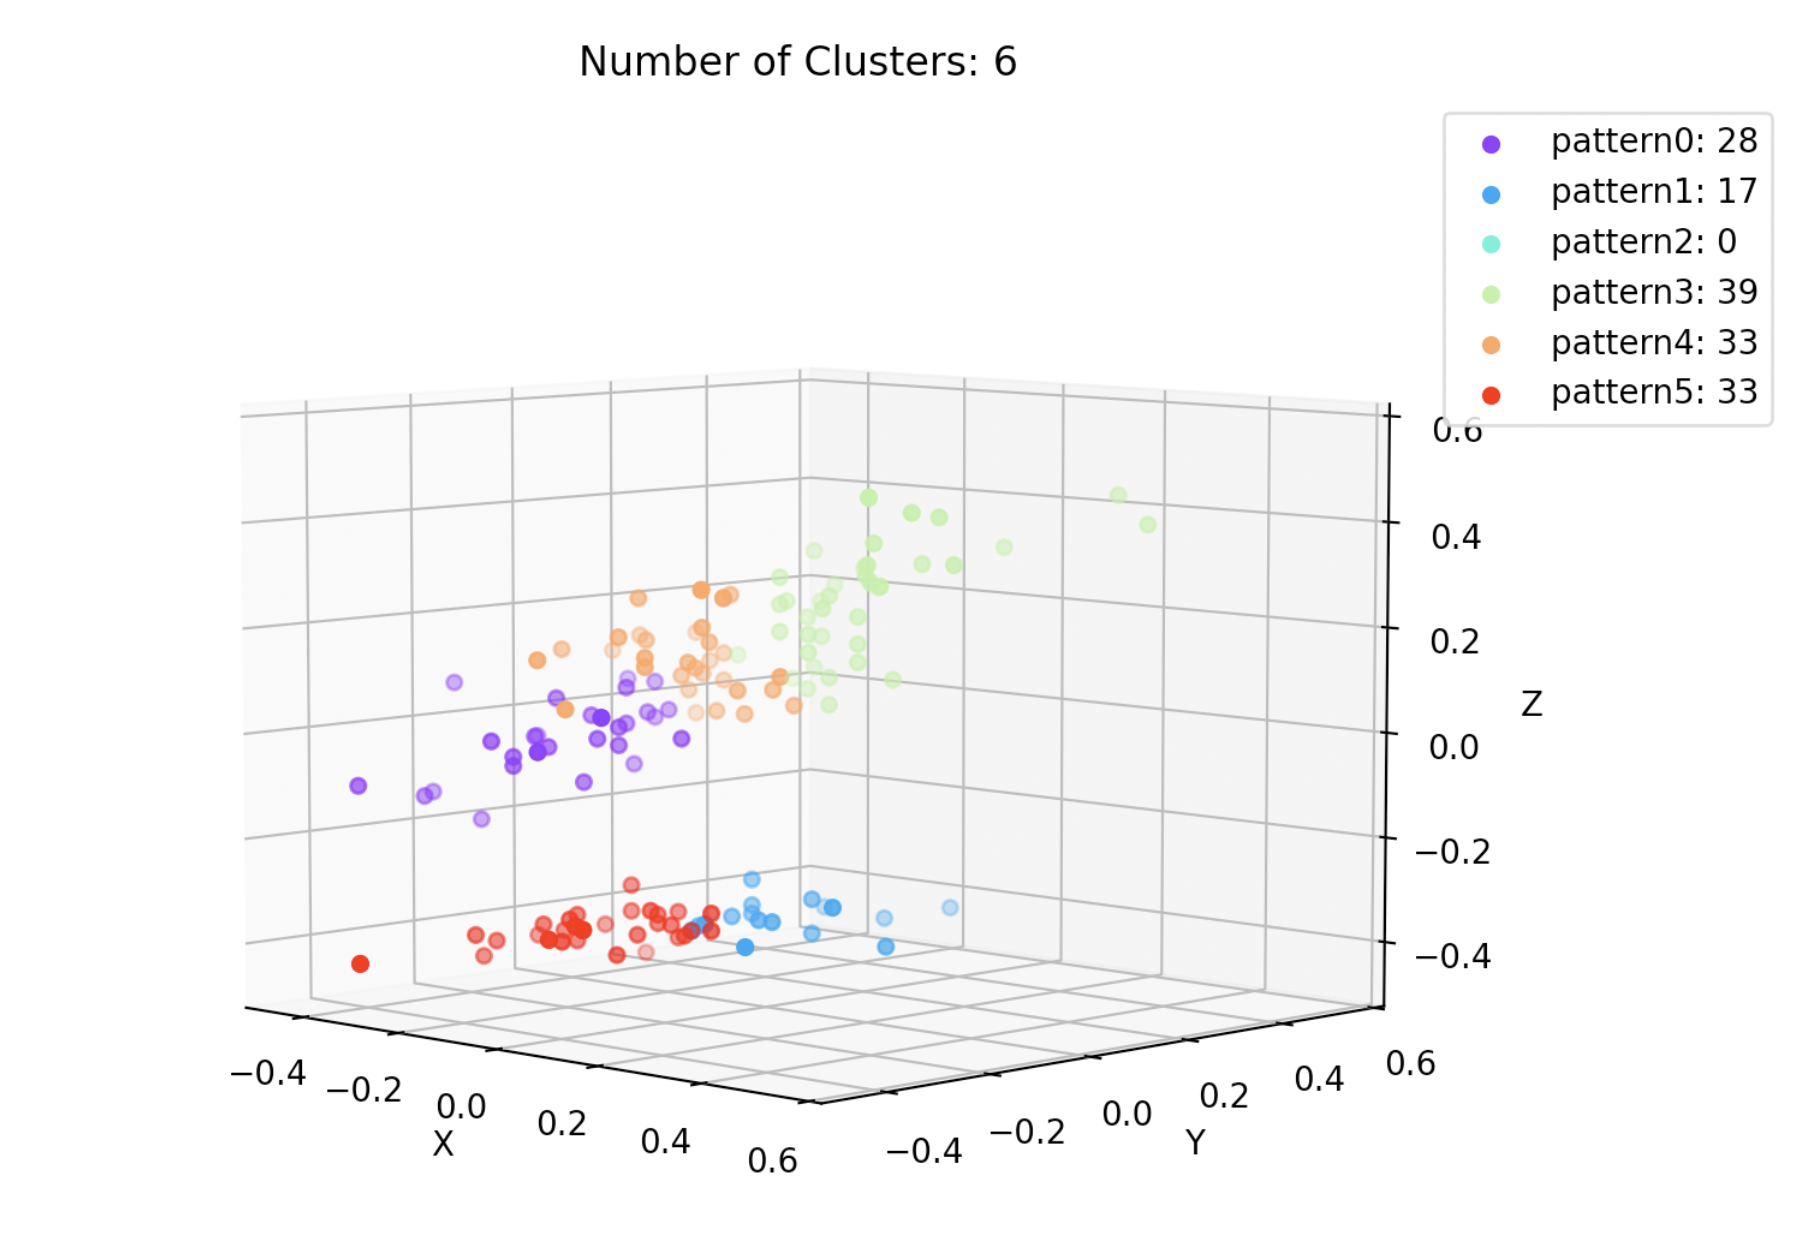 Number of Clusters: 6
pattern0: 28
pattern1: 17
pattern2: 0
pattern3: 39
pattern4: 33
pattern5: 33
0.6
0.4
0.2
0.0
−0.2
−0.4
Z
−0.4
−0.2
0.0
0.2
0.4
0.6
X
−0.4
−0.2
0.0
0.2
0.4
0.6
Y